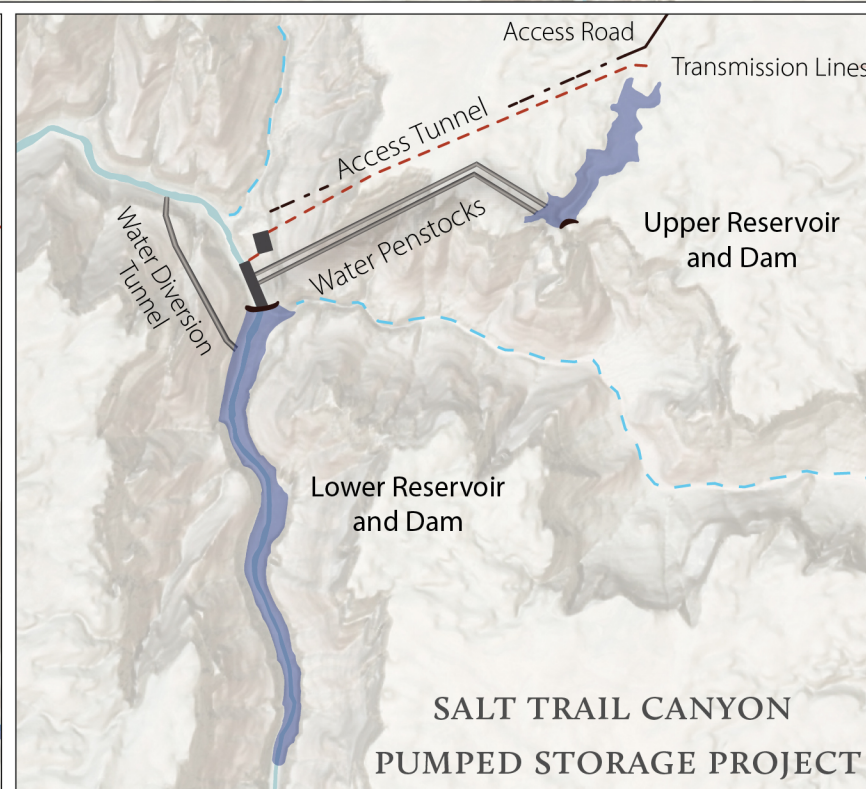 Access Road
Transmission Lines
Access Tunnel
Water Penstocks
Upper Reservoir
and Dam
Water Diversion
Tunnel
Lower Reservoir
and Dam
SALT TRAIL CANYON
PUMPED STORAGE PROJECT